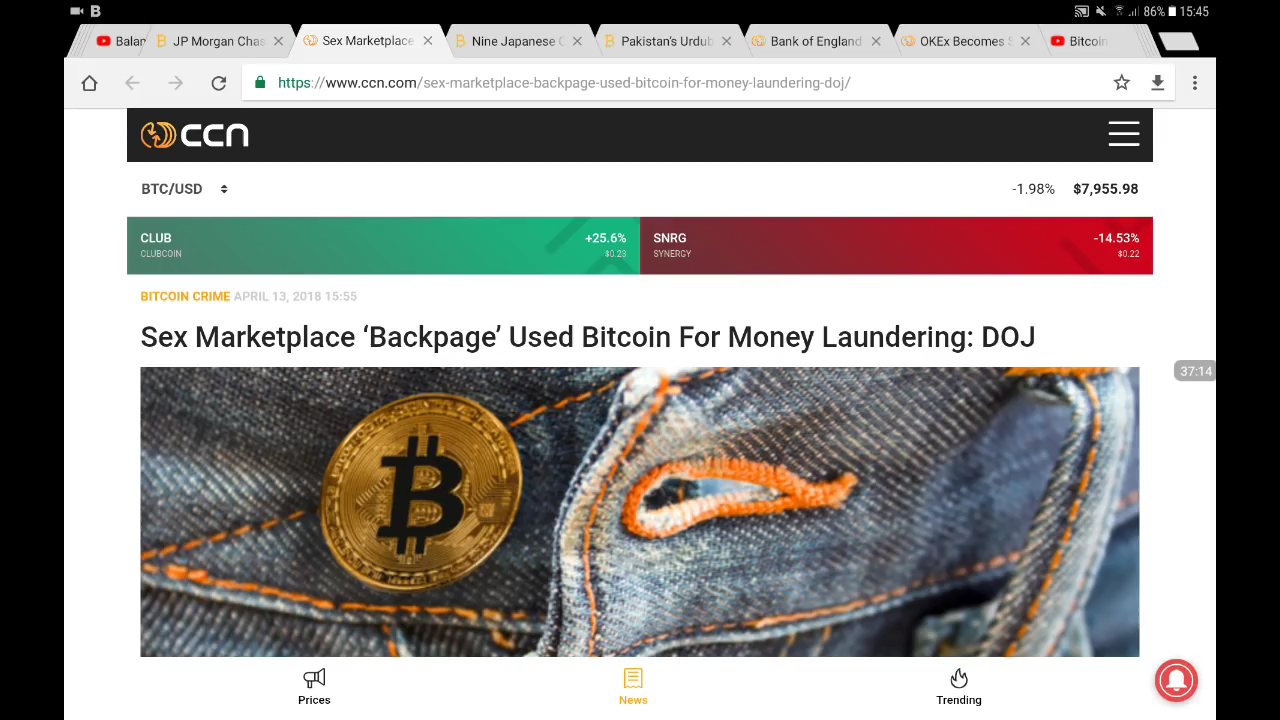 B
86%
15:45
Balan
JP Morgan Chas
Sex Marketplace
Nine Japanese C
Pakistan's Urdub
Bank of England
OKEx Becomes S
Bitcoin
https://www.ccn.com/sex-marketplace-backpage-used-bitcoin-for-money-laundering-doj/
ccn
BTC/USD
-1.98% $7,955.98
CLUB +25.6%
CLUBCOIN $0.23
SNRG -14.53%
SYNERGY $0.22
BITCOIN CRIME APRIL 13, 2018 15:55
Sex Marketplace ‘Backpage’ Used Bitcoin For Money Laundering: DOJ
37:14
Prices
News
Trending